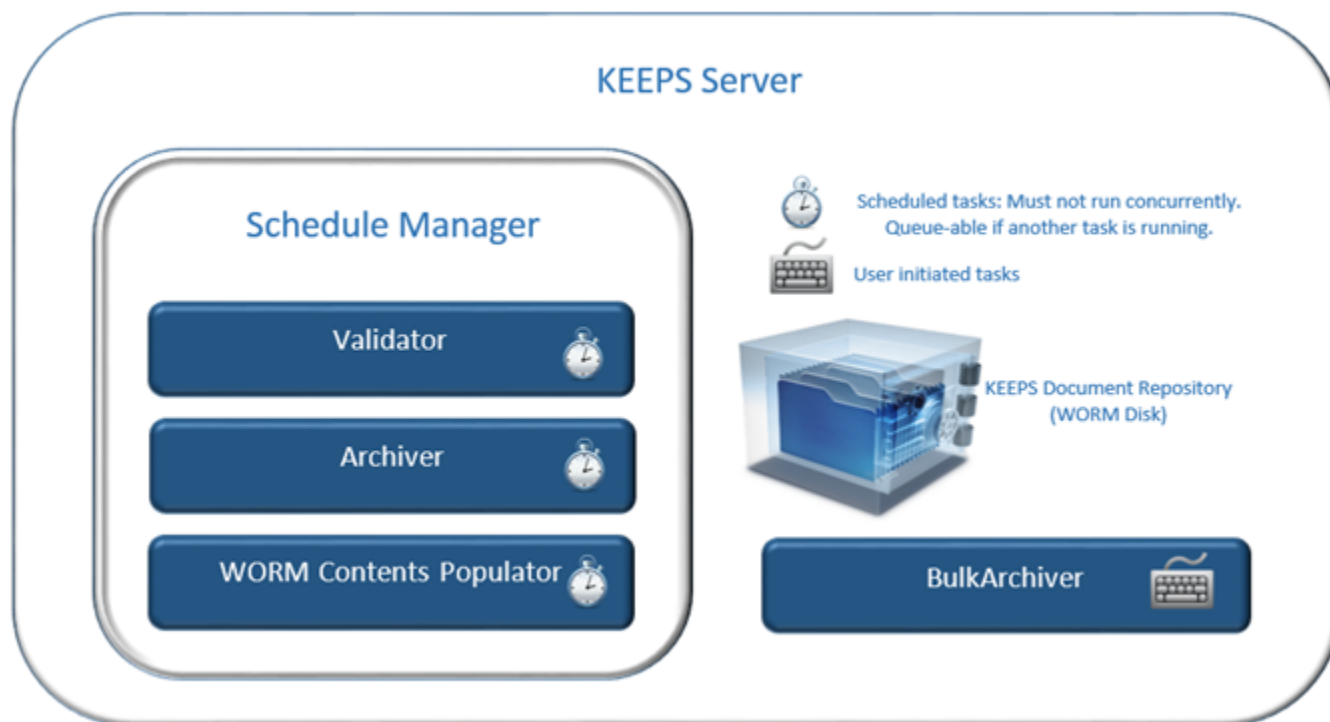 KEEPS Server
Schedule Manager
Validator
Archiver
WORM Contents Populator
Scheduled tasks: Must not run concurrently.
Queue-able if another task is running.
User initiated tasks
KEEPS Document Repository
(WORM Disk)
BulkArchiver